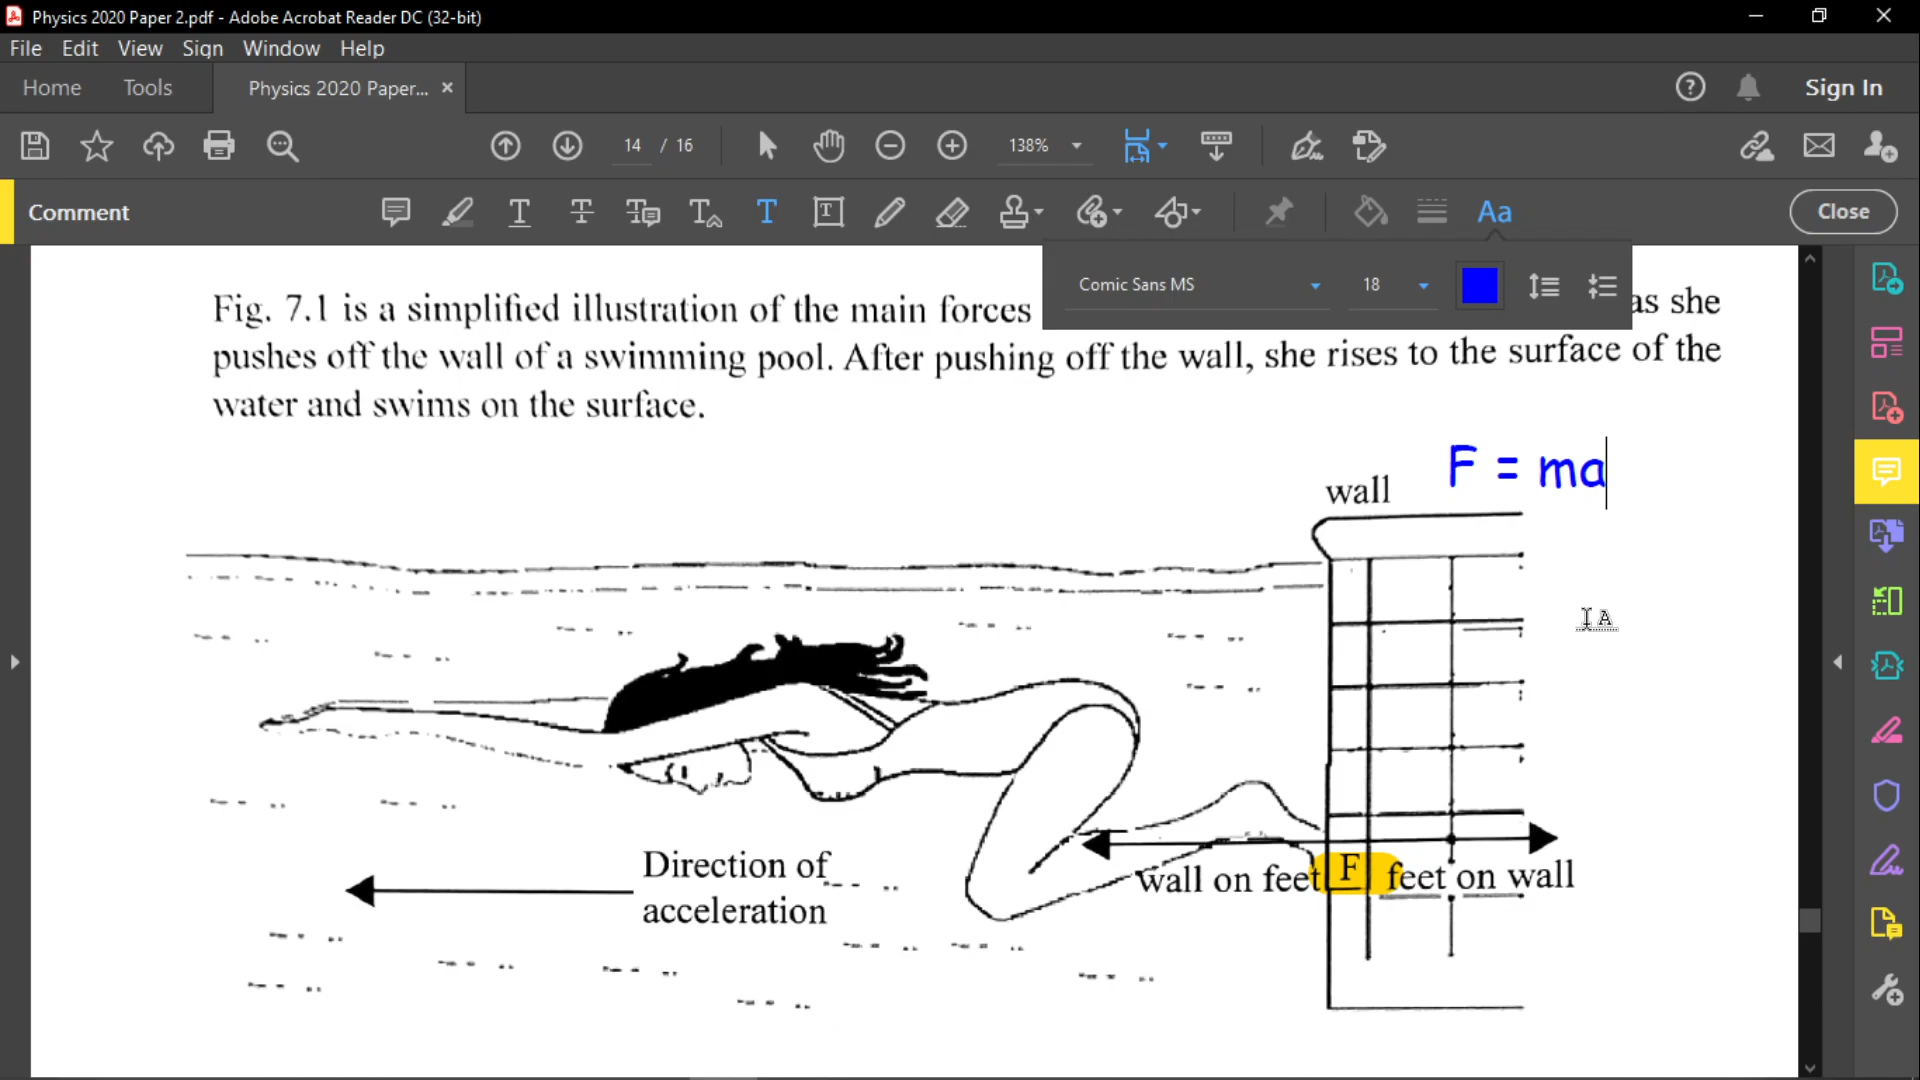 Physics 2020 Paper 2.pdf - Adobe Acrobat Reader DC (32-bit)
File Edit View Sign Window Help
Home Tools Physics 2020 Paper... × Sign In
14 / 16 138%
Comment Close
Comic Sans MS 18
Fig. 7.1 is a simplified illustration of the main forces as she
pushes off the wall of a swimming pool. After pushing off the wall, she rises to the surface of the
water and swims on the surface.
F = ma
wall
Direction of
acceleration
wall on feet F feet on wall